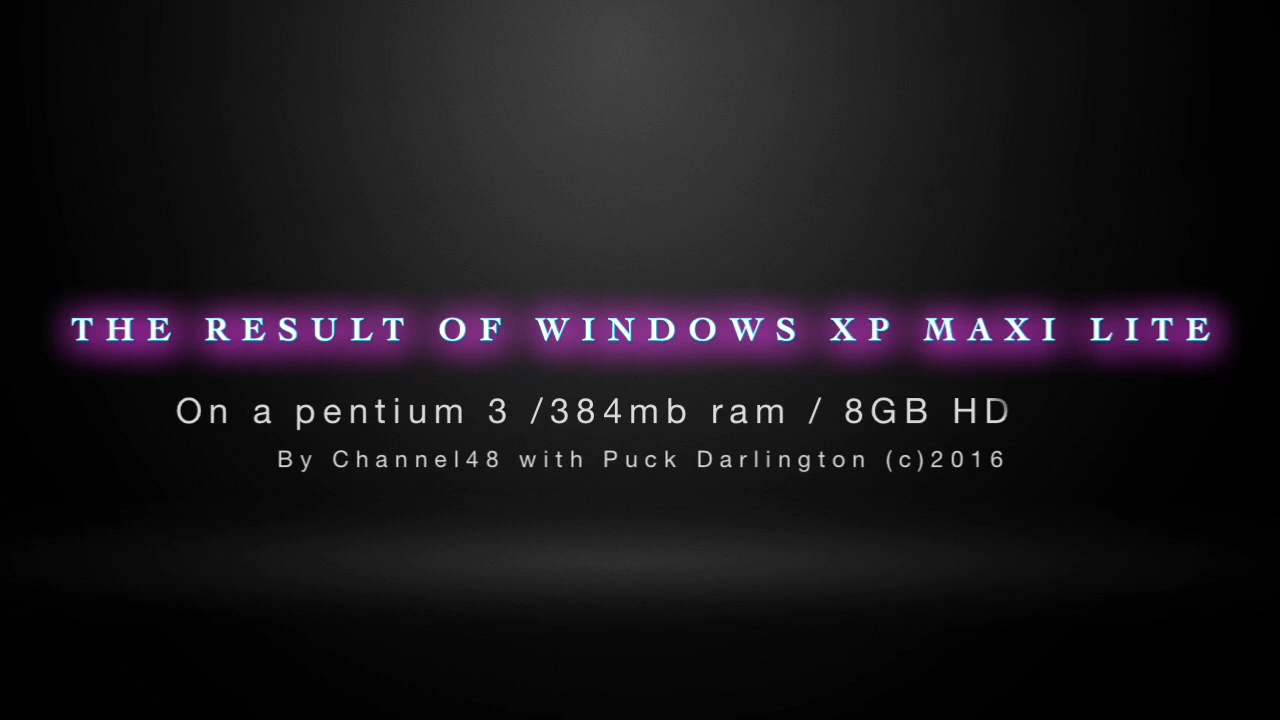 THE RESULT OF WINDOWS XP MAXI LITE
On a pentium 3 /384mb ram / 8GB HD
By Channel48 with Puck Darlington (c)2016